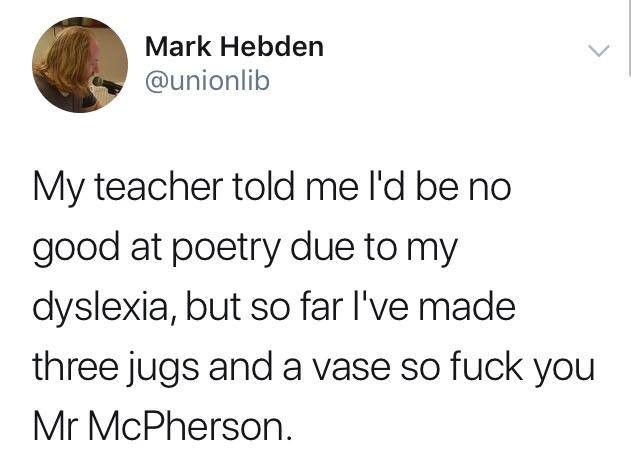 Mark Hebden
@unionlib
My teacher told me I'd be no
good at poetry due to my
dyslexia, but so far I've made
three jugs and a vase so fuck you
Mr McPherson.